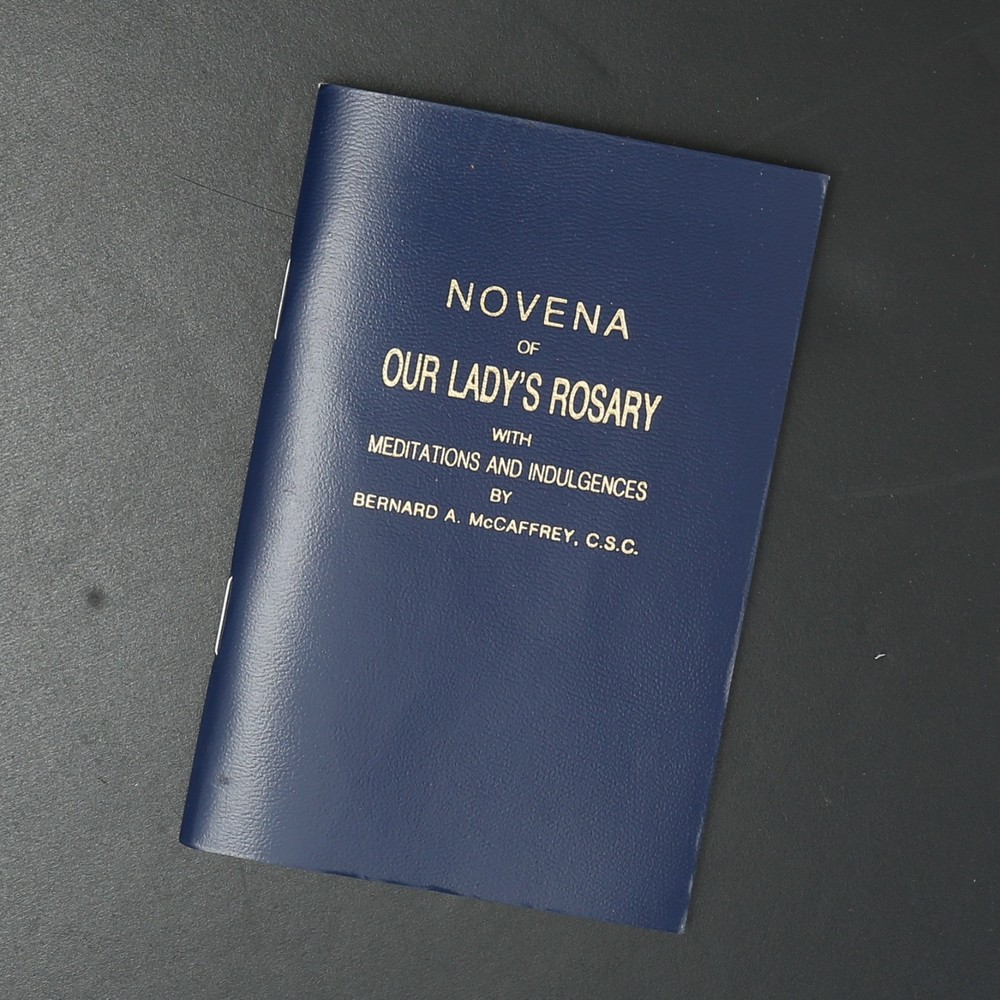 NOVENA
OF
OUR LADY'S ROSARY
WITH
MEDITATIONS AND INDULGENCES
BY
BERNARD A. McCAFFREY, C.S.C.